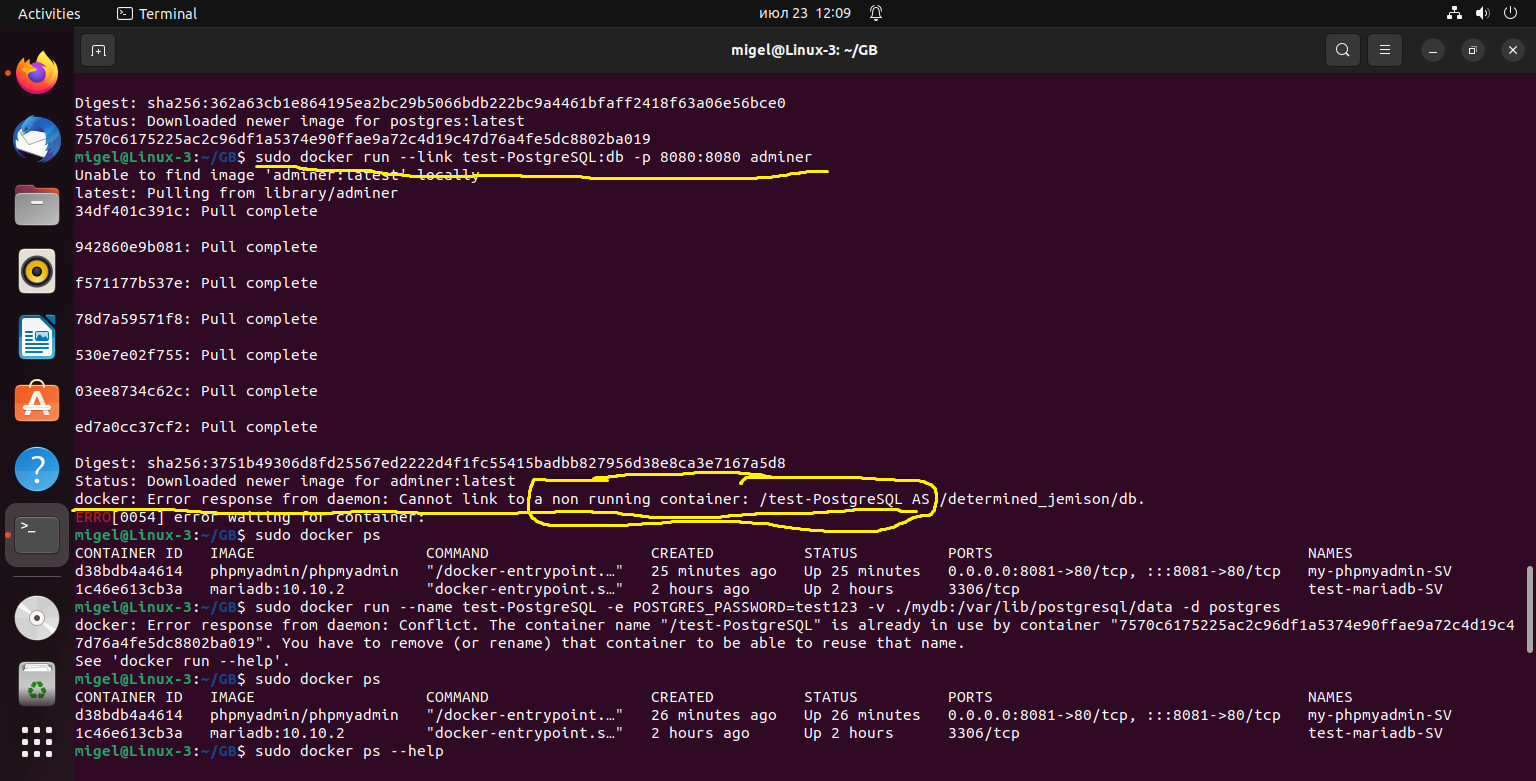 Activities Terminal июл 23 12:09
migel@Linux-3: ~/GB
Digest: sha256:362a63cb1e864195ea2bc29b5066bdb222bc9a4461bfaff2418f63a06e56bce0
Status: Downloaded newer image for postgres:latest
7570c6175225ac2c96df1a5374e90ffae9a72c4d19c47d76a4fe5dc8802ba019
migel@Linux-3:~/GB$ sudo docker run --link test-PostgreSQL:db -p 8080:8080 adminer
Unable to find image 'adminer:latest' locally
latest: Pulling from library/adminer
34df401c391c: Pull complete
942860e9b081: Pull complete
f571177b537e: Pull complete
78d7a59571f8: Pull complete
530e7e02f755: Pull complete
03ee8734c62c: Pull complete
ed7a0cc37cf2: Pull complete
Digest: sha256:3751b49306d8fd25567ed2222d4f1fc55415badbb827956d38e8ca3e7167a5d8
Status: Downloaded newer image for adminer:latest
docker: Error response from daemon: Cannot link to a non running container: /test-PostgreSQL AS /determined_jemison/db.
ERRO[0054] error waiting for container:
migel@Linux-3:~/GB$ sudo docker ps
CONTAINER ID IMAGE COMMAND CREATED STATUS PORTS NAMES
d38bdb4a4614 phpmyadmin/phpmyadmin "/docker-entrypoint.…" 25 minutes ago Up 25 minutes 0.0.0.0:8081->80/tcp, :::8081->80/tcp my-phpmyadmin-SV
1c46e613cb3a mariadb:10.10.2 "docker-entrypoint.s…" 2 hours ago Up 2 hours 3306/tcp test-mariadb-SV
migel@Linux-3:~/GB$ sudo docker run --name test-PostgreSQL -e POSTGRES_PASSWORD=test123 -v ./mydb:/var/lib/postgresql/data -d postgres
docker: Error response from daemon: Conflict. The container name "/test-PostgreSQL" is already in use by container "7570c6175225ac2c96df1a5374e90ffae9a72c4d19c4
7d76a4fe5dc8802ba019". You have to remove (or rename) that container to be able to reuse that name.
See 'docker run --help'.
migel@Linux-3:~/GB$ sudo docker ps
CONTAINER ID IMAGE COMMAND CREATED STATUS PORTS NAMES
d38bdb4a4614 phpmyadmin/phpmyadmin "/docker-entrypoint.…" 26 minutes ago Up 26 minutes 0.0.0.0:8081->80/tcp, :::8081->80/tcp my-phpmyadmin-SV
1c46e613cb3a mariadb:10.10.2 "docker-entrypoint.s…" 2 hours ago Up 2 hours 3306/tcp test-mariadb-SV
migel@Linux-3:~/GB$ sudo docker ps --help